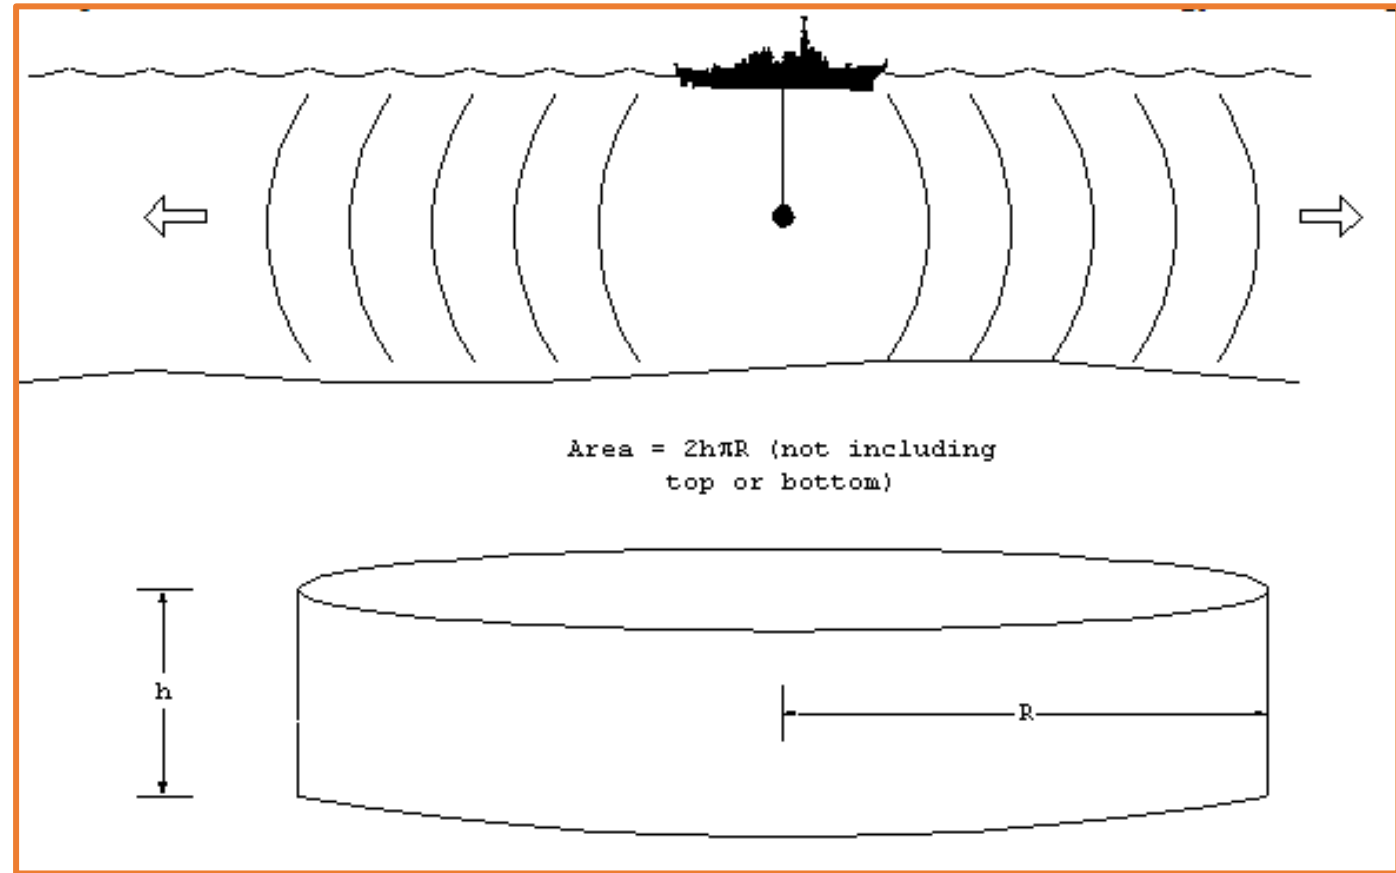 Area = 2hπR (not including
top or bottom)
h
R